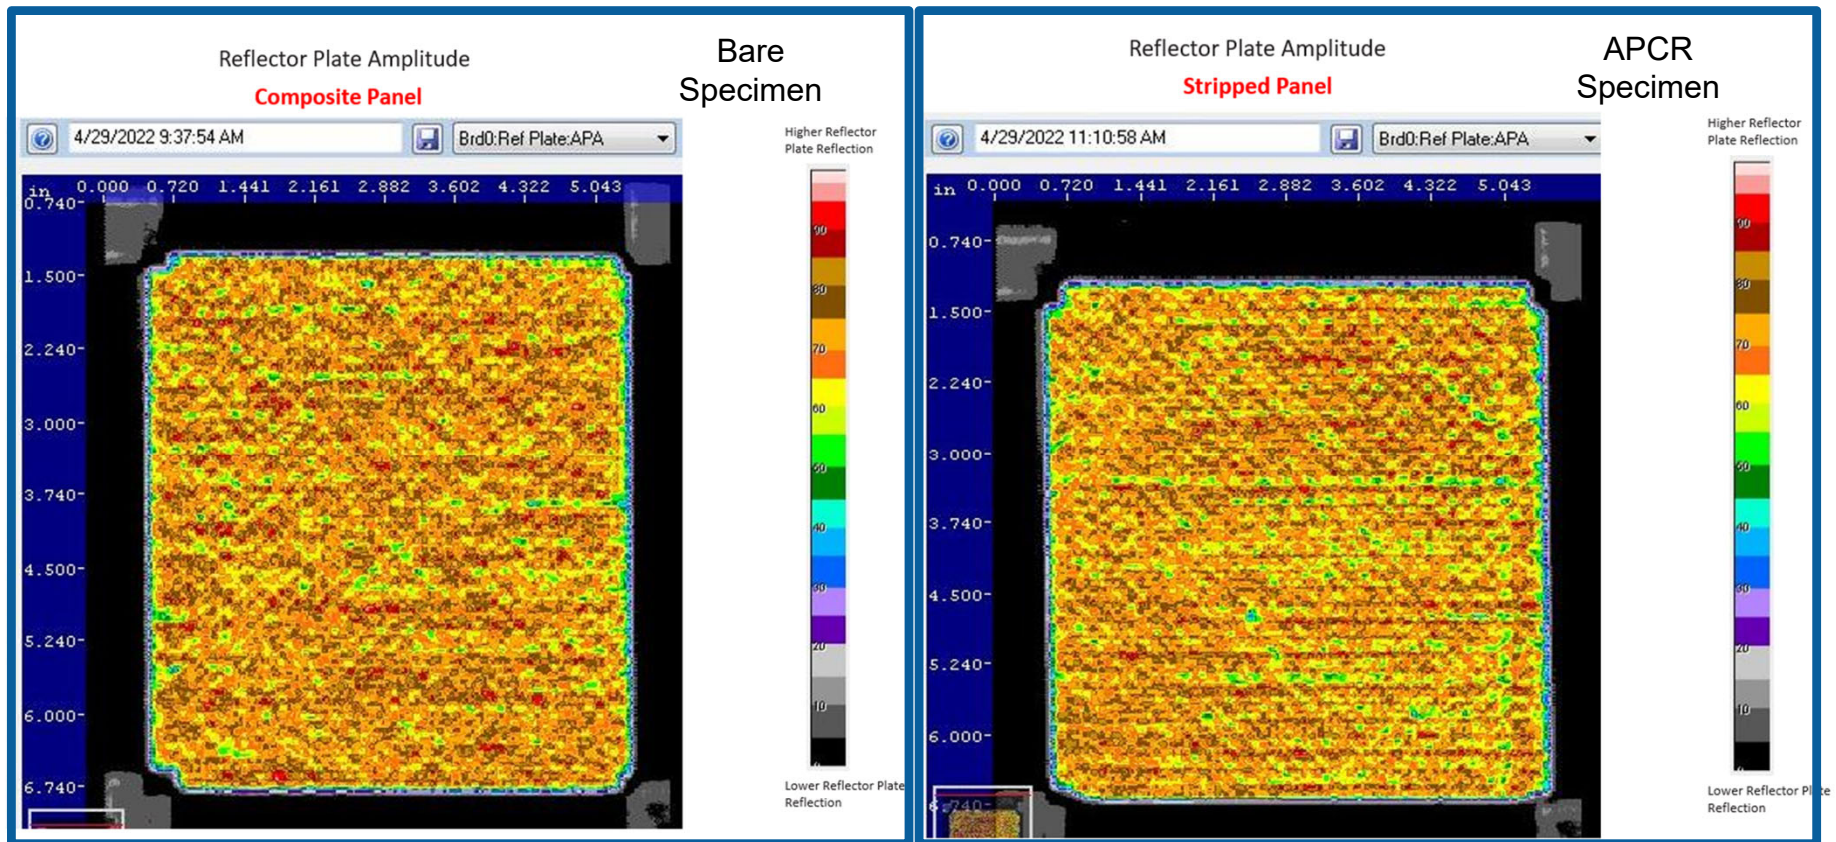 Reflector Plate Amplitude
Composite Panel
Bare
Specimen
4/29/2022 9:37:54 AM
Brd0:Ref Plate:APA
Higher Reflector
Plate Reflection
in 0.000 0.720 1.441 2.161 2.882 3.602 4.322 5.043
0.740
1.500
2.240
3.000
3.740
4.500
5.240
6.000
6.740
90
80
70
60
50
40
30
20
10
Lower Reflector Plate
Reflection
Reflector Plate Amplitude
Stripped Panel
APCR
Specimen
4/29/2022 11:10:58 AM
Brd0:Ref Plate:APA
Higher Reflector
Plate Reflection
in 0.000 0.720 1.441 2.161 2.882 3.602 4.322 5.043
0.740
1.500
2.240
3.000
3.740
4.500
5.240
6.000
6.740
90
80
70
60
50
40
30
20
10
Lower Reflector Plate
Reflection